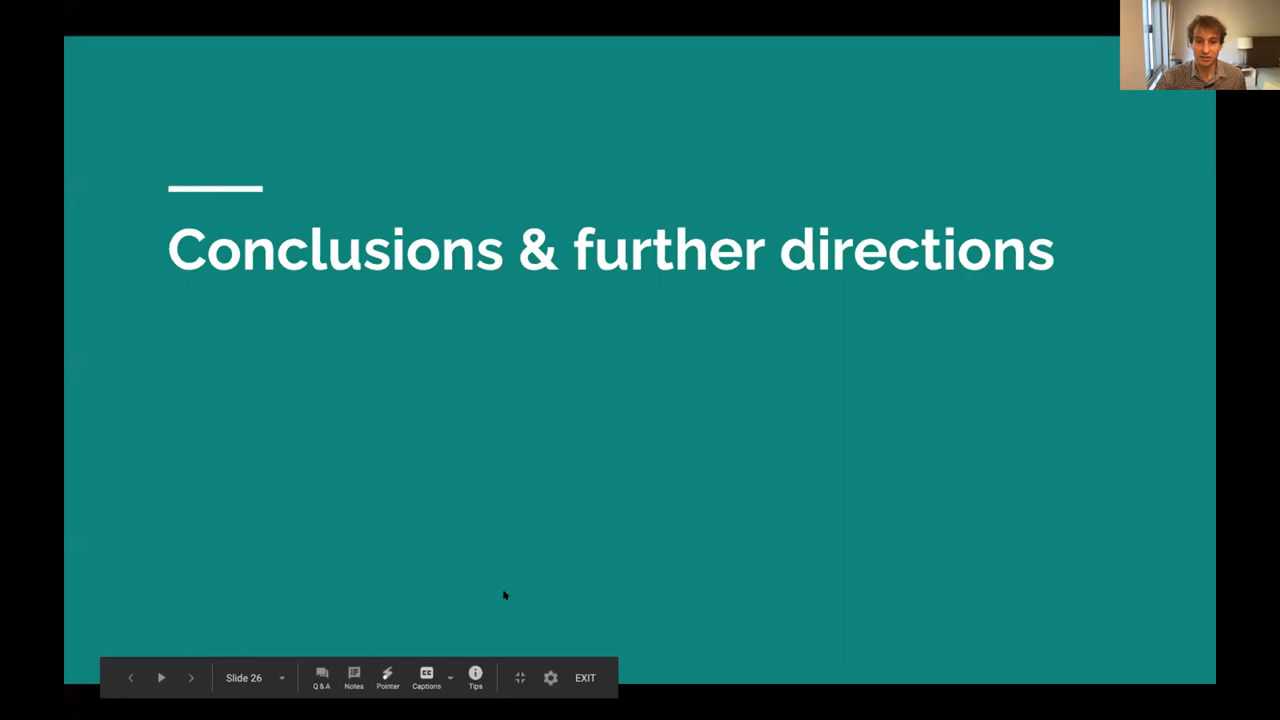 Conclusions & further directions
Slide 26
Q & A
Notes
Pointer
Captions
Tips
EXIT